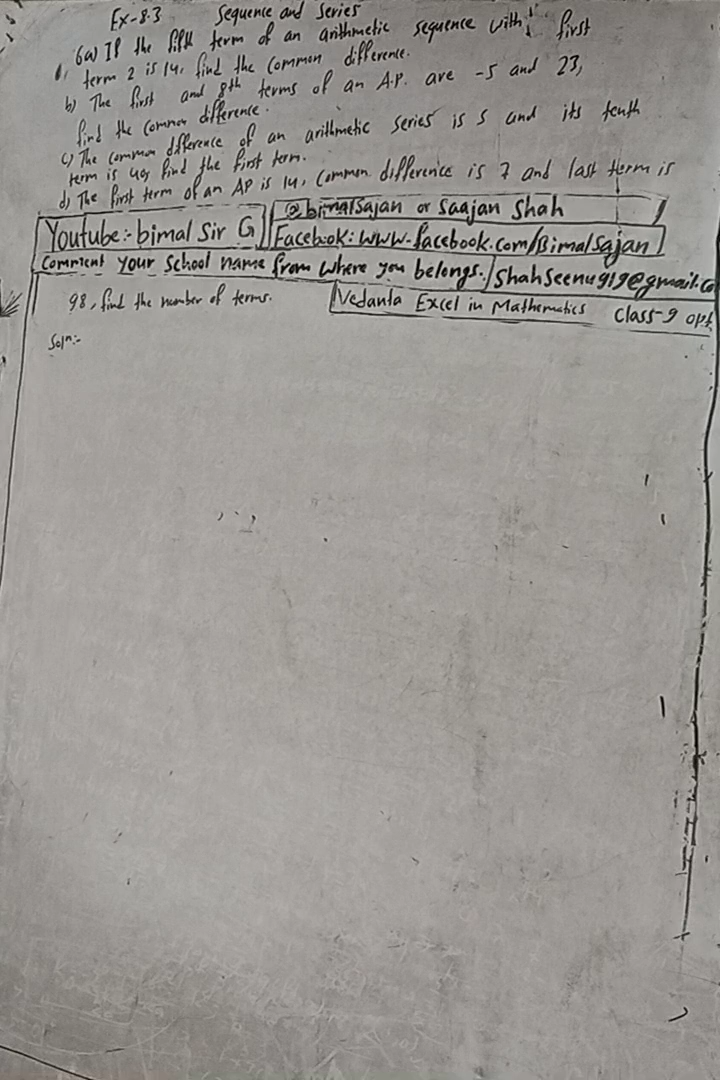 Ex-8.3 Sequence and Series
6a) If the fifth term of an arithmetic sequence with first
term 2 is 14, find the common difference.
b) The first and 8th terms of an A.P. are -5 and 23,
find the common difference.
c) The common difference of an arithmetic series is 5 and its tenth
term is 40, find the first term.
d) The first term of an AP is 14, common difference is 7 and last term is
@bimalsajan or Saajan Shah
Youtube:- bimal Sir G
Facebook: www.facebook.com/Bimalsajan
Comment your School name from where you belongs.
Shahseenu919@gmail.co
98, find the number of terms.
Vedanta Excel in Mathematics Class-9 opt
Soln:-